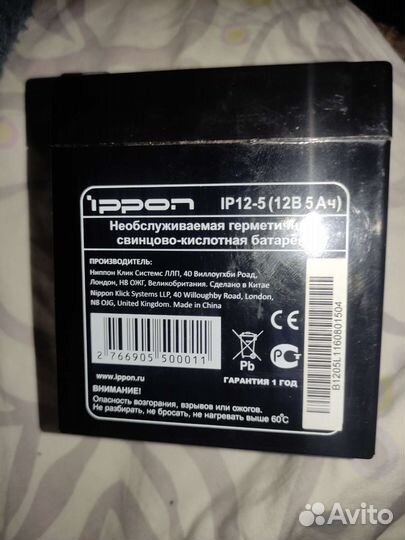 ippon
IP12-5 (12В 5 Ач)
Необслуживаемая
свинцово-кислотная
ПРОИЗВОДИТЕЛЬ:
Ниппон Клик Системс ЛЛП, 40 Виллоугхби Роад,
Лондон, Н8 ОЖГ, Великобритания. Сделано в Китае
Nippon Klick Systems LLP, 40 Willoughby Road, London,
N8 OJG, United Kingdom. Made in China
2 766905 500011
Pb
CE
РСТ
ГАРАНТИЯ 1 ГОД
www.ippon.ru
ВНИМАНИЕ!
Опасность возгорания, взрывов или ожогов.
Не разбирать, не бросать, не нагревать выше 60°C
B1205L1160801504
Avito